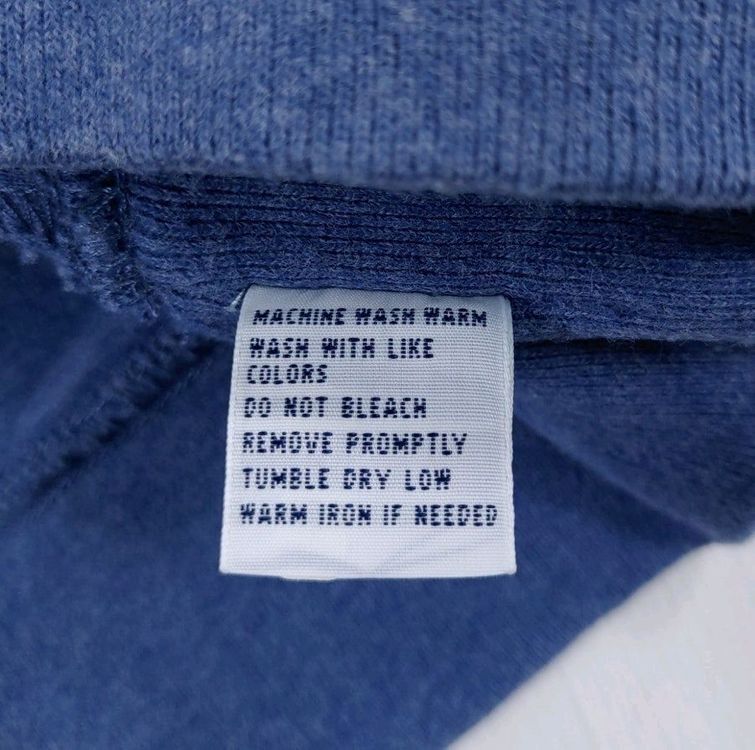 MACHINE WASH WARM
WASH WITH LIKE
COLORS
DO NOT BLEACH
REMOVE PROMPTLY
TUMBLE DRY LOW
WARM IRON IF NEEDED